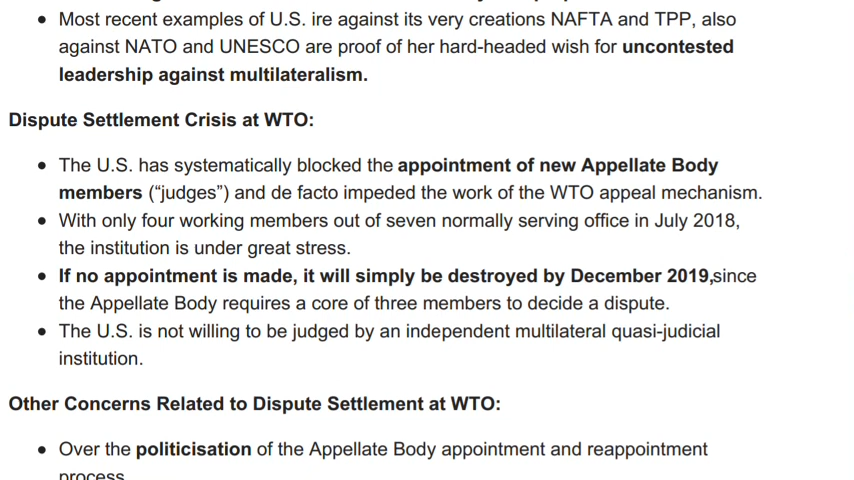 • Most recent examples of U.S. ire against its very creations NAFTA and TPP, also
against NATO and UNESCO are proof of her hard-headed wish for uncontested
leadership against multilateralism.
Dispute Settlement Crisis at WTO:
• The U.S. has systematically blocked the appointment of new Appellate Body
members (“judges”) and de facto impeded the work of the WTO appeal mechanism.
• With only four working members out of seven normally serving office in July 2018,
the institution is under great stress.
• If no appointment is made, it will simply be destroyed by December 2019,since
the Appellate Body requires a core of three members to decide a dispute.
• The U.S. is not willing to be judged by an independent multilateral quasi-judicial
institution.
Other Concerns Related to Dispute Settlement at WTO:
• Over the politicisation of the Appellate Body appointment and reappointment
process